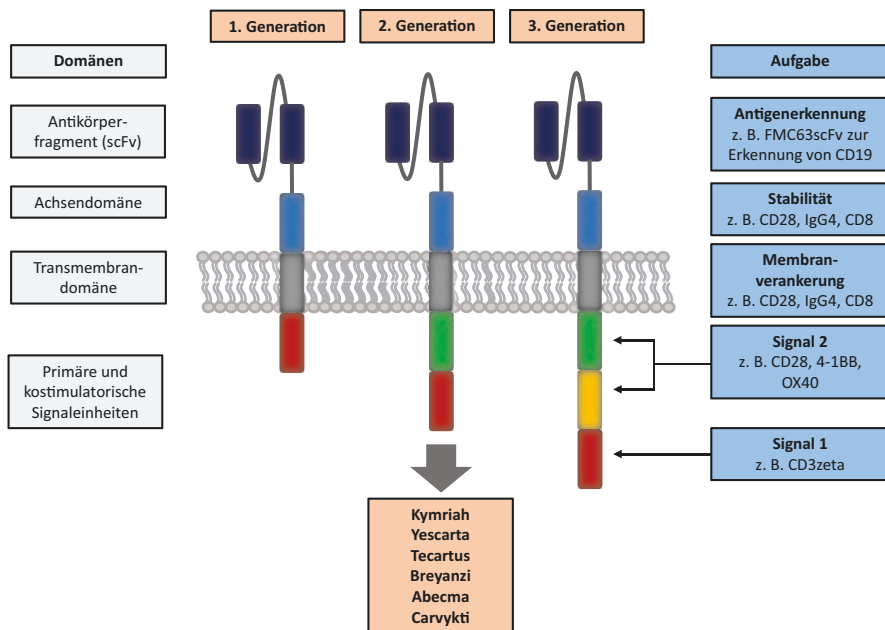 1. Generation
2. Generation
3. Generation
Domänen
Aufgabe
Antikörper-
fragment (scFv)
Antigenerkennung
z. B. FMC63scFv zur
Erkennung von CD19
Achsendomäne
Stabilität
z. B. CD28, IgG4, CD8
Transmembran-
domäne
Membran-
verankerung
z. B. CD28, IgG4, CD8
Primäre und
kostimulatorische
Signaleinheiten
Signal 2
z. B. CD28, 4-1BB,
OX40
Signal 1
z. B. CD3zeta
Kymriah
Yescarta
Tecartus
Breyanzi
Abecma
Carvykti